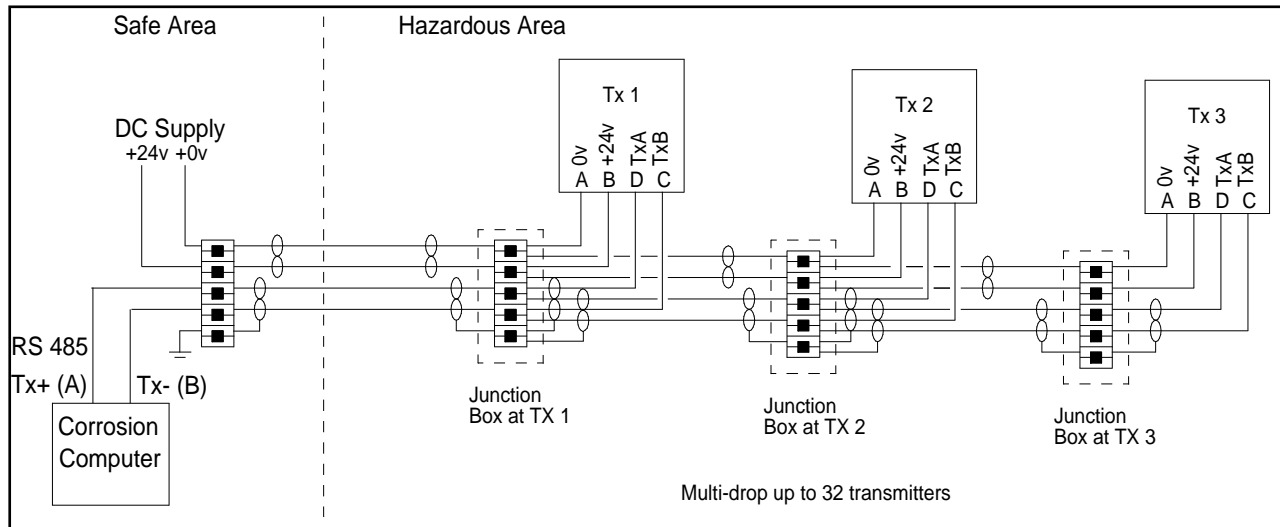 Safe Area
Hazardous Area
DC Supply
+24v +0v
Tx 1
0v
+24v
TxA
TxB
A B D C
Tx 2
0v
+24v
TxA
TxB
A B D C
Tx 3
0v
+24v
TxA
TxB
A B D C
RS 485
Tx+ (A)
Tx- (B)
Corrosion
Computer
Junction
Box at TX 1
Junction
Box at TX 2
Junction
Box at TX 3
Multi-drop up to 32 transmitters